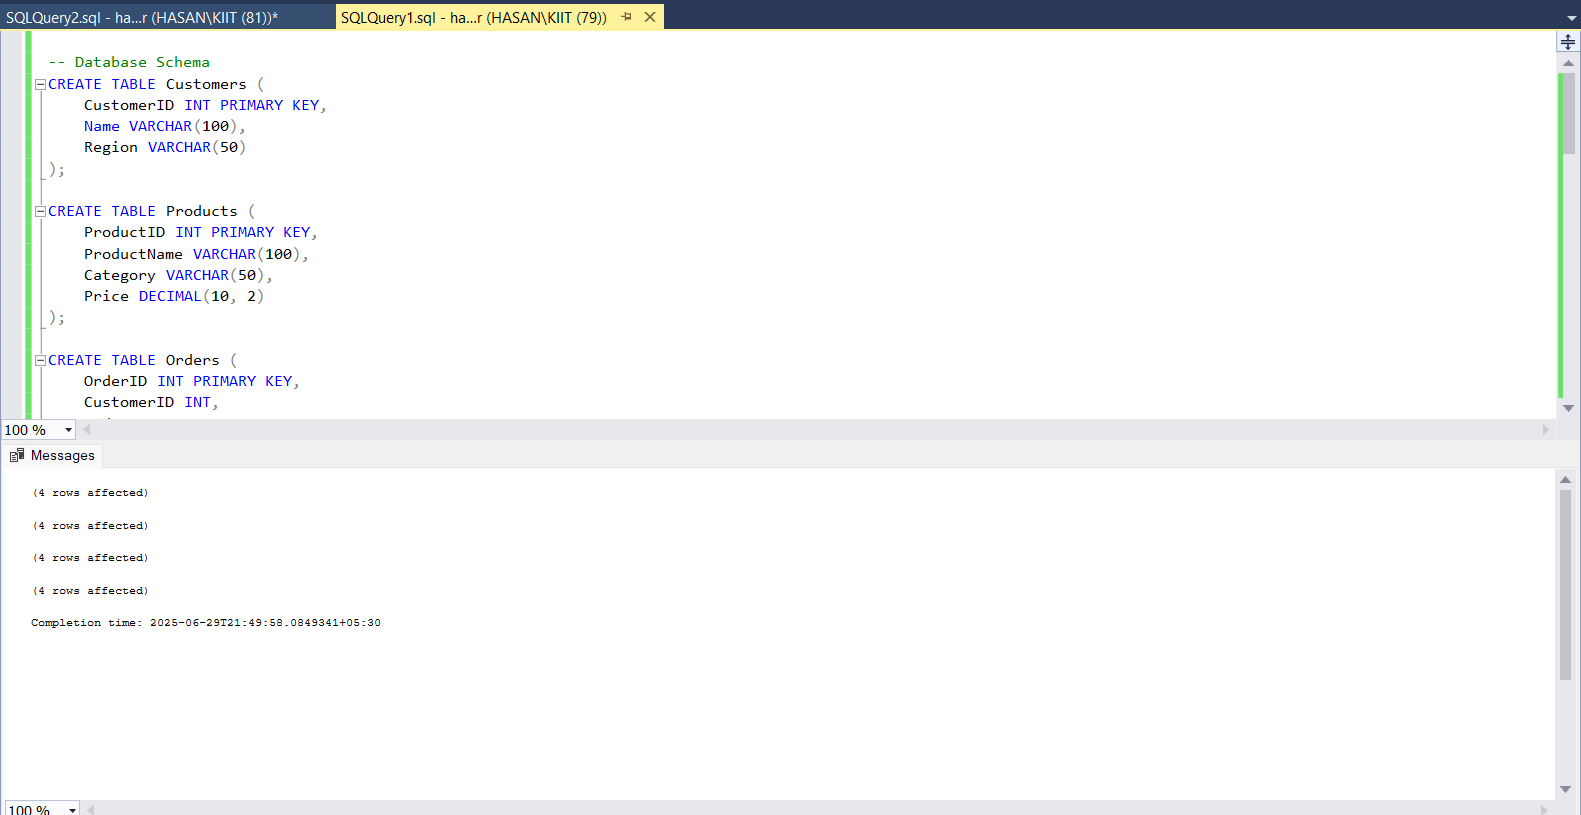 SQLQuery2.sql - ha...r (HASAN\KIIT (81))*
SQLQuery1.sql - ha...r (HASAN\KIIT (79))
-- Database Schema
CREATE TABLE Customers (
CustomerID INT PRIMARY KEY,
Name VARCHAR(100),
Region VARCHAR(50)
);
CREATE TABLE Products (
ProductID INT PRIMARY KEY,
ProductName VARCHAR(100),
Category VARCHAR(50),
Price DECIMAL(10, 2)
);
CREATE TABLE Orders (
OrderID INT PRIMARY KEY,
CustomerID INT,
100 %
Messages
(4 rows affected)
(4 rows affected)
(4 rows affected)
(4 rows affected)
Completion time: 2025-06-29T21:49:58.0849341+05:30
100 %